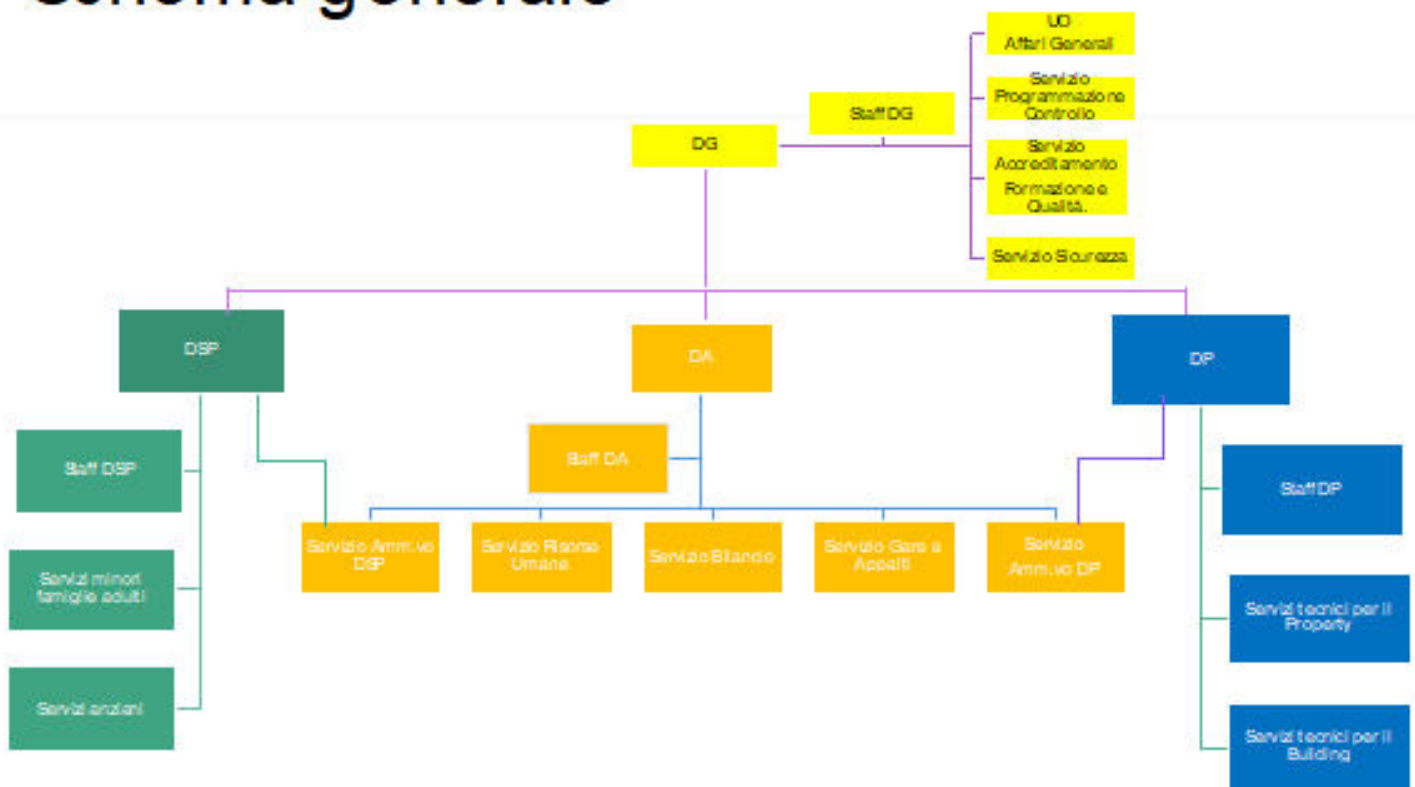 schema generale
UO
Affari Generali
Servizio
Programmazione
Controllo
Staff DG
DG
Servizio
Accreditamento
Formazione e
Qualità.
Servizio Sicurezza
DSP
DA
DP
Staff DSP
Staff DA
Staff DP
Servizio Amm.vo
DSP
Servizio Risorse
Umane
Servizio Bilancio
Servizio Gare e
Appalti
Servizio
Amm.vo DP
Servizi minori
famiglie adulti
Servizi tecnici per il
Property
Servizi anziani
Servizi tecnici per il
Building